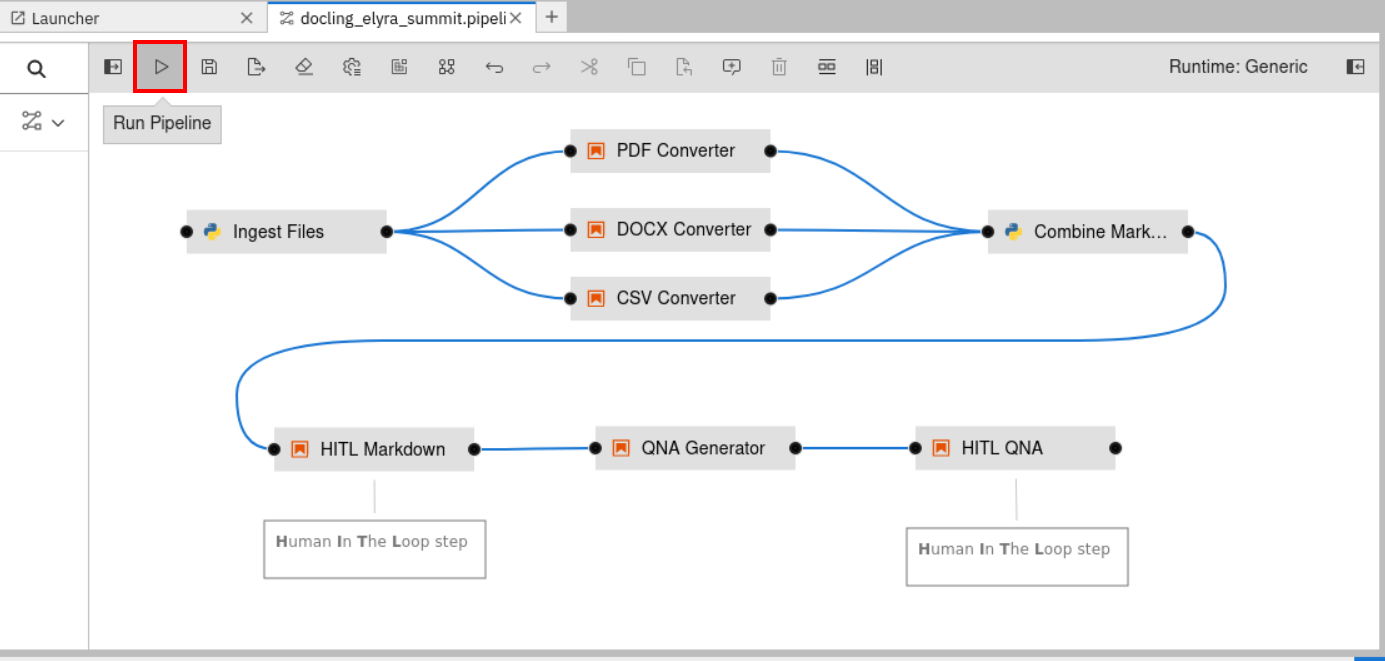 Launcher
docling_elyra_summit.pipeli
Runtime: Generic
Run Pipeline
PDF Converter
Ingest Files
DOCX Converter
Combine Mark...
CSV Converter
HITL Markdown
QNA Generator
HITL QNA
Human In The Loop step
Human In The Loop step